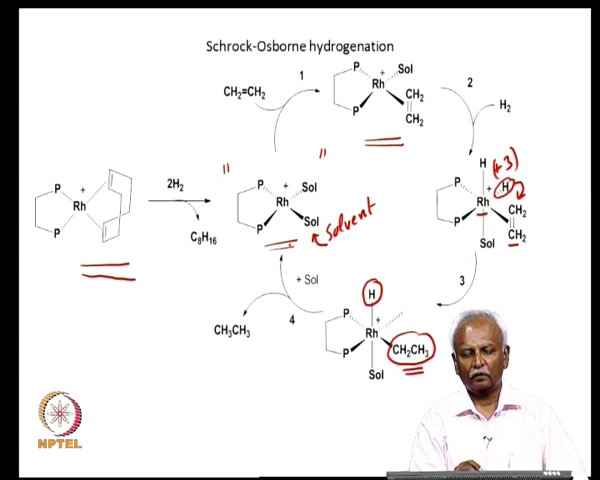 Schrock-Osborne hydrogenation
P
Sol
+
Rh
CH2=CH2
1
CH2
CH2
P
2
H2
H (+3)
P
+
H
Rh
CH2
P
CH2
Sol
P
+
Rh
P
2H2
C8H16
"
"
P
+
Sol
Rh
P
Sol
Solvent
+ Sol
3
H
P
+
Rh
P
CH2CH3
Sol
4
CH3CH3
NPTEL